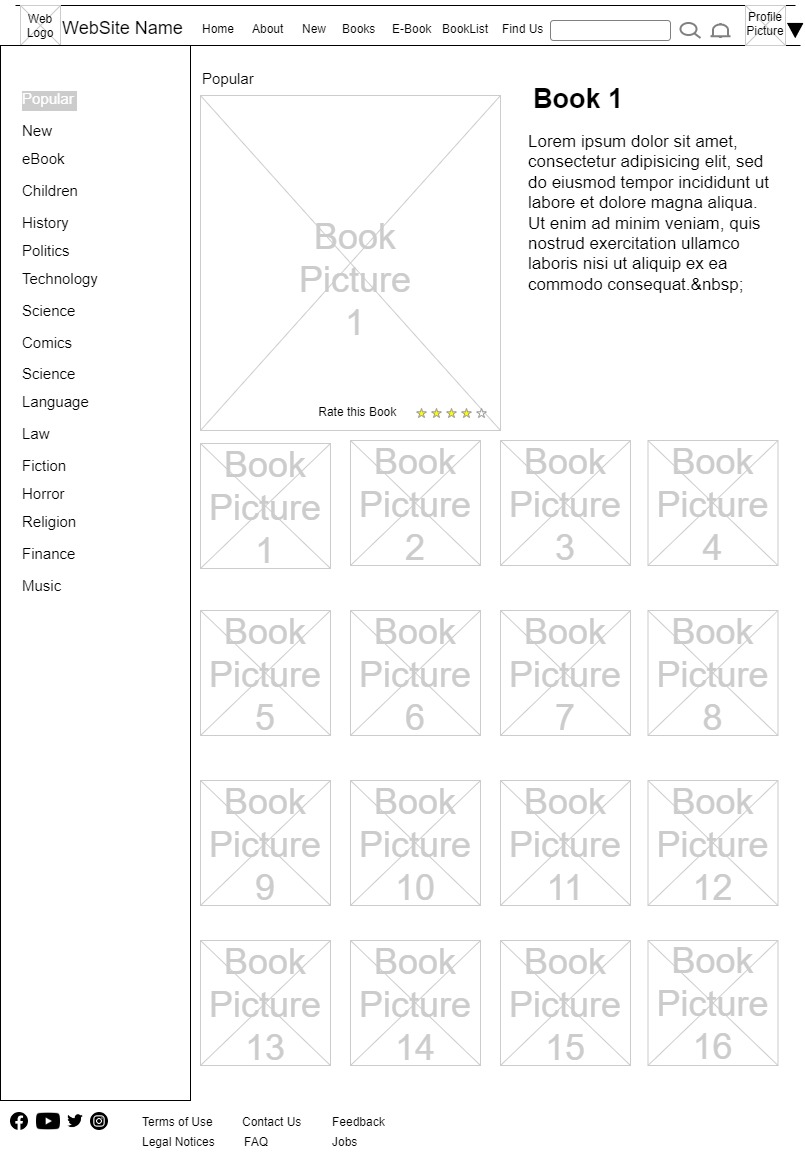 Web
Logo
WebSite Name
Home
About
New
Books
E-Book
BookList
Find Us
Profile
Picture
Popular
New
eBook
Children
History
Politics
Technology
Science
Comics
Science
Language
Law
Fiction
Horror
Religion
Finance
Music
Popular
Book
Picture
1
Rate this Book
Book 1
Lorem ipsum dolor sit amet,
consectetur adipisicing elit, sed
do eiusmod tempor incididunt ut
labore et dolore magna aliqua.
Ut enim ad minim veniam, quis
nostrud exercitation ullamco
laboris nisi ut aliquip ex ea
commodo consequat.&nbsp;
Book
Picture
1
Book
Picture
2
Book
Picture
3
Book
Picture
4
Book
Picture
5
Book
Picture
6
Book
Picture
7
Book
Picture
8
Book
Picture
9
Book
Picture
10
Book
Picture
11
Book
Picture
12
Book
Picture
13
Book
Picture
14
Book
Picture
15
Book
Picture
16
Terms of Use
Contact Us
Feedback
Legal Notices
FAQ
Jobs